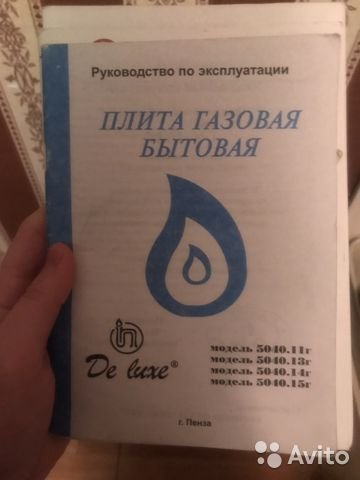 Руководство по эксплуатации
ПЛИТА ГАЗОВАЯ
БЫТОВАЯ
De luxe®
модель 5040.11г
модель 5040.13г
модель 5040.14г
модель 5040.15г
г. Пенза
Avito